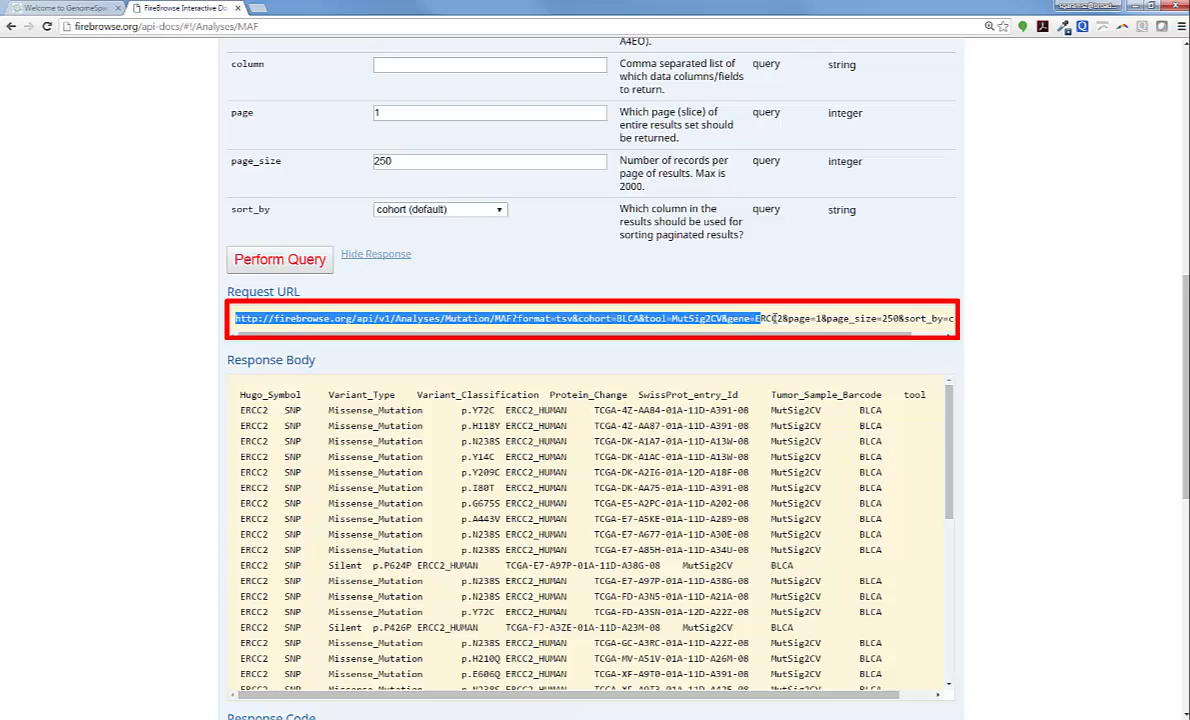 Welcome to GenomeSpa
FireBrowse Interactive Do
firebrowse.org/api-docs/#!/Analyses/MAF
A4EO).
column Comma separated list of query string
which data columns/fields
to return.
page 1 Which page (slice) of query integer
entire results set should
be returned.
page_size 250 Number of records per query integer
page of results. Max is
2000.
sort_by cohort (default) Which column in the query string
results should be used for
sorting paginated results?
Perform Query Hide Response
Request URL
http://firebrowse.org/api/v1/Analyses/Mutation/MAF?format=tsv&cohort=BLCA&tool=MutSig2CV&gene=ERCC2&page=1&page_size=250&sort_by=c
Response Body
Hugo_Symbol Variant_Type Variant_Classification Protein_Change SwissProt_entry_Id Tumor_Sample_Barcode tool
ERCC2 SNP Missense_Mutation p.Y72C ERCC2_HUMAN TCGA-4Z-AA84-01A-11D-A391-08 MutSig2CV BLCA
ERCC2 SNP Missense_Mutation p.H118Y ERCC2_HUMAN TCGA-4Z-AA87-01A-11D-A391-08 MutSig2CV BLCA
ERCC2 SNP Missense_Mutation p.N238S ERCC2_HUMAN TCGA-DK-A1A7-01A-11D-A13W-08 MutSig2CV BLCA
ERCC2 SNP Missense_Mutation p.Y14C ERCC2_HUMAN TCGA-DK-A1AC-01A-11D-A13W-08 MutSig2CV BLCA
ERCC2 SNP Missense_Mutation p.Y209C ERCC2_HUMAN TCGA-DK-A2I6-01A-12D-A18F-08 MutSig2CV BLCA
ERCC2 SNP Missense_Mutation p.I80T ERCC2_HUMAN TCGA-DK-AA75-01A-11D-A391-08 MutSig2CV BLCA
ERCC2 SNP Missense_Mutation p.G675S ERCC2_HUMAN TCGA-E5-A2PC-01A-11D-A202-08 MutSig2CV BLCA
ERCC2 SNP Missense_Mutation p.A443V ERCC2_HUMAN TCGA-E7-A5KE-01A-11D-A289-08 MutSig2CV BLCA
ERCC2 SNP Missense_Mutation p.N238S ERCC2_HUMAN TCGA-E7-A677-01A-11D-A30E-08 MutSig2CV BLCA
ERCC2 SNP Missense_Mutation p.N238S ERCC2_HUMAN TCGA-E7-A85H-01A-11D-A34U-08 MutSig2CV BLCA
ERCC2 SNP Silent p.P624P ERCC2_HUMAN TCGA-E7-A97P-01A-11D-A38G-08 MutSig2CV BLCA
ERCC2 SNP Missense_Mutation p.N238S ERCC2_HUMAN TCGA-E7-A97P-01A-11D-A38G-08 MutSig2CV BLCA
ERCC2 SNP Missense_Mutation p.N238S ERCC2_HUMAN TCGA-FD-A3N5-01A-11D-A21A-08 MutSig2CV BLCA
ERCC2 SNP Missense_Mutation p.Y72C ERCC2_HUMAN TCGA-FD-A3SN-01A-12D-A22Z-08 MutSig2CV BLCA
ERCC2 SNP Silent p.P426P ERCC2_HUMAN TCGA-FJ-A3ZE-01A-11D-A23M-08 MutSig2CV BLCA
ERCC2 SNP Missense_Mutation p.N238S ERCC2_HUMAN TCGA-GC-A3RC-01A-11D-A22Z-08 MutSig2CV BLCA
ERCC2 SNP Missense_Mutation p.H210Q ERCC2_HUMAN TCGA-MV-A51V-01A-11D-A26M-08 MutSig2CV BLCA
ERCC2 SNP Missense_Mutation p.E606Q ERCC2_HUMAN TCGA-XF-A9T0-01A-11D-A391-08 MutSig2CV BLCA
ERCC2 SNP Missense_Mutation p.N238S ERCC2_HUMAN MutSig2CV BLCA
Response Code